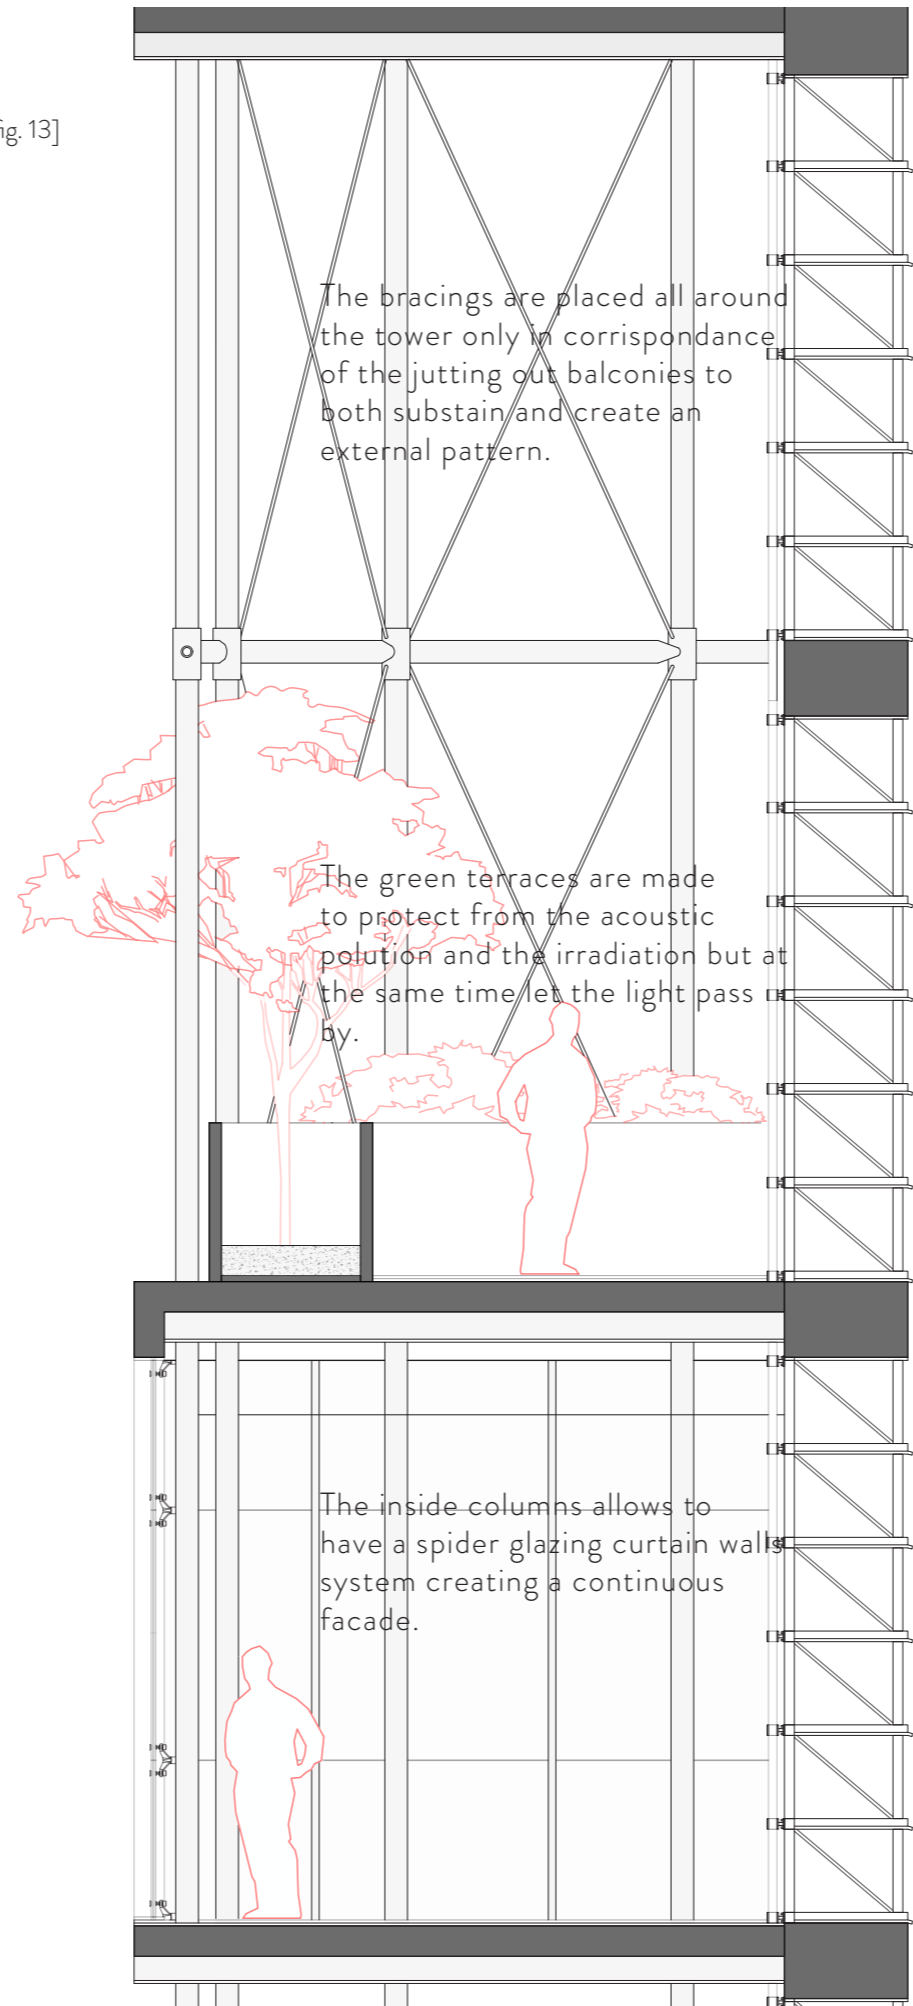 fig. 13]
The bracings are placed all around
the tower only in corrispondance
of the jutting out balconies to
both substain and create an
external pattern.
The green terraces are made
to protect from the acoustic
polution and the irradiation but at
the same time let the light pass
by.
The inside columns allows to
have a spider glazing curtain walls
system creating a continuous
facade.